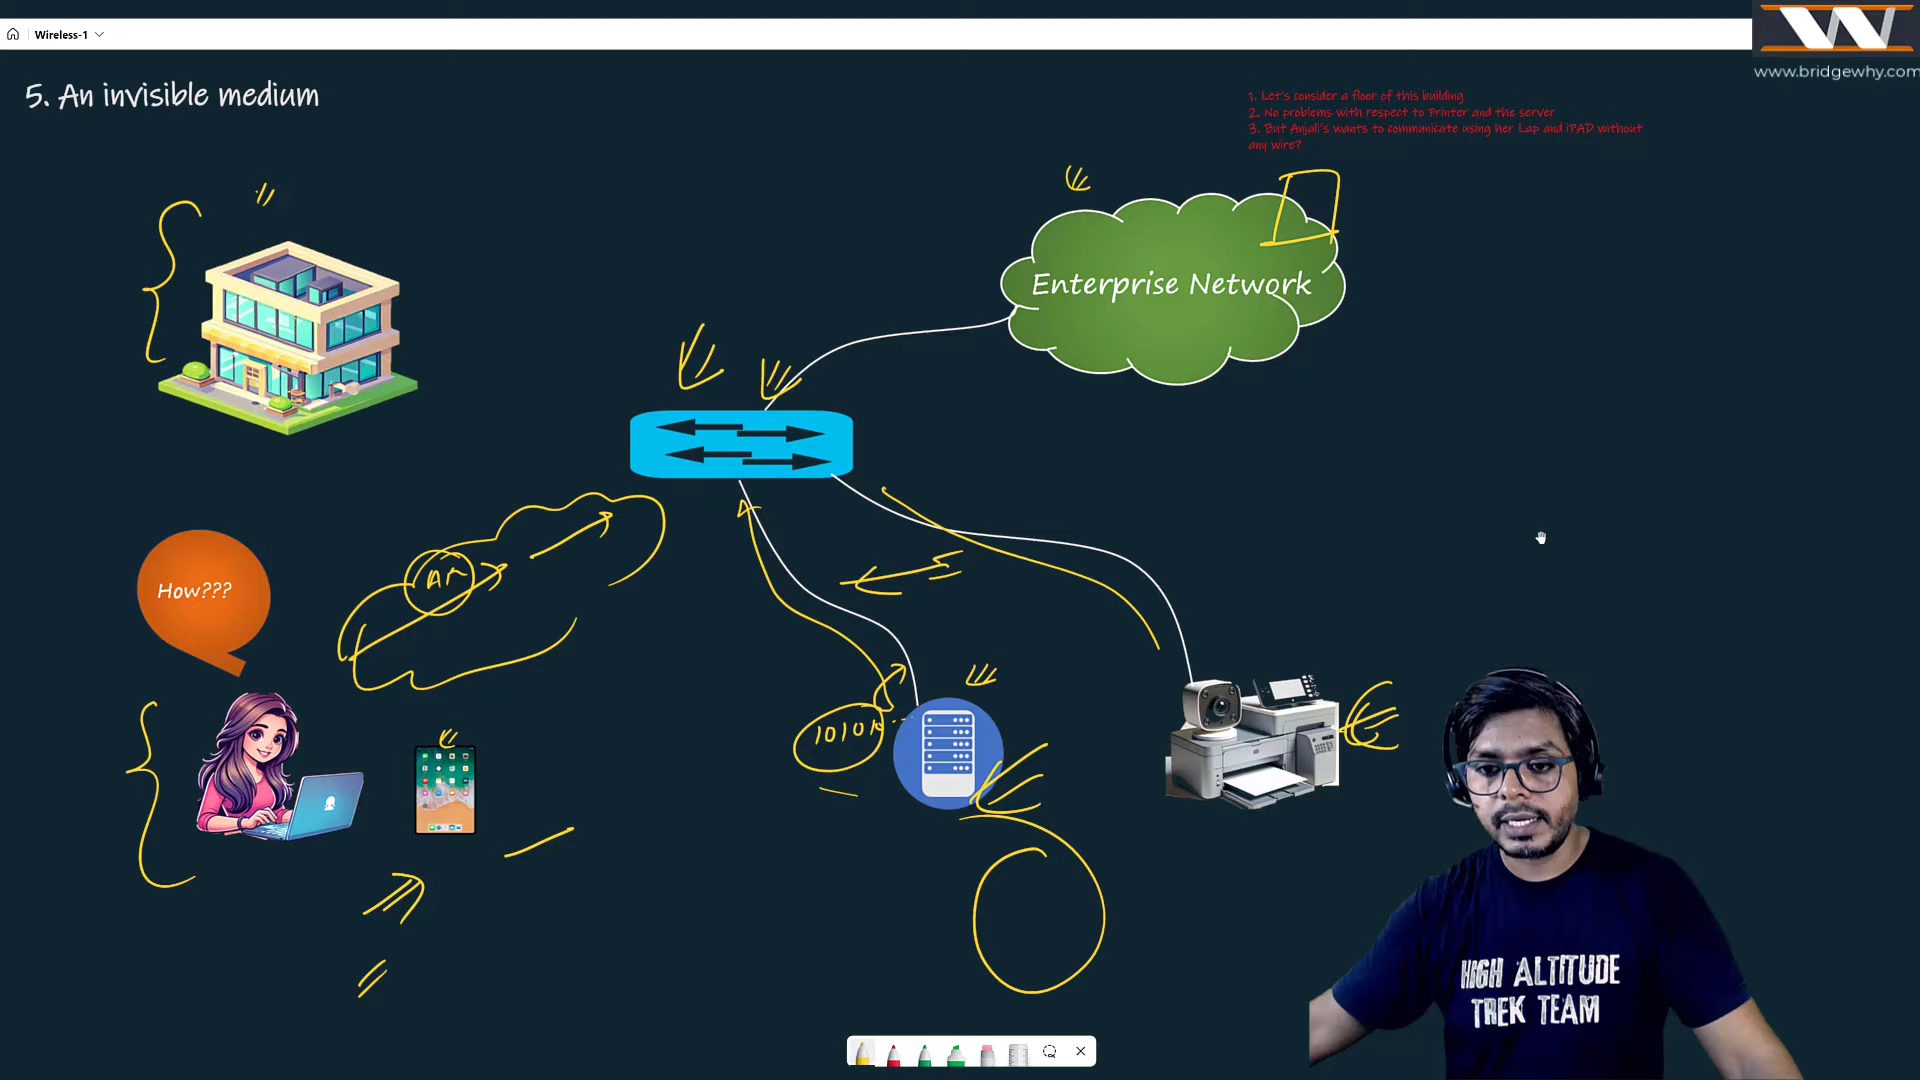 Wireless-1
www.bridgewhy.com
5. An invisible medium
1. Let's consider a floor of this building
2. No problems with respect to Printer and the server
3. But Anjali's wants to communicate using her Lap and iPAD without
any wire?
Enterprise Network
How???
10101
HIGH ALTITUDE
TREK TEAM